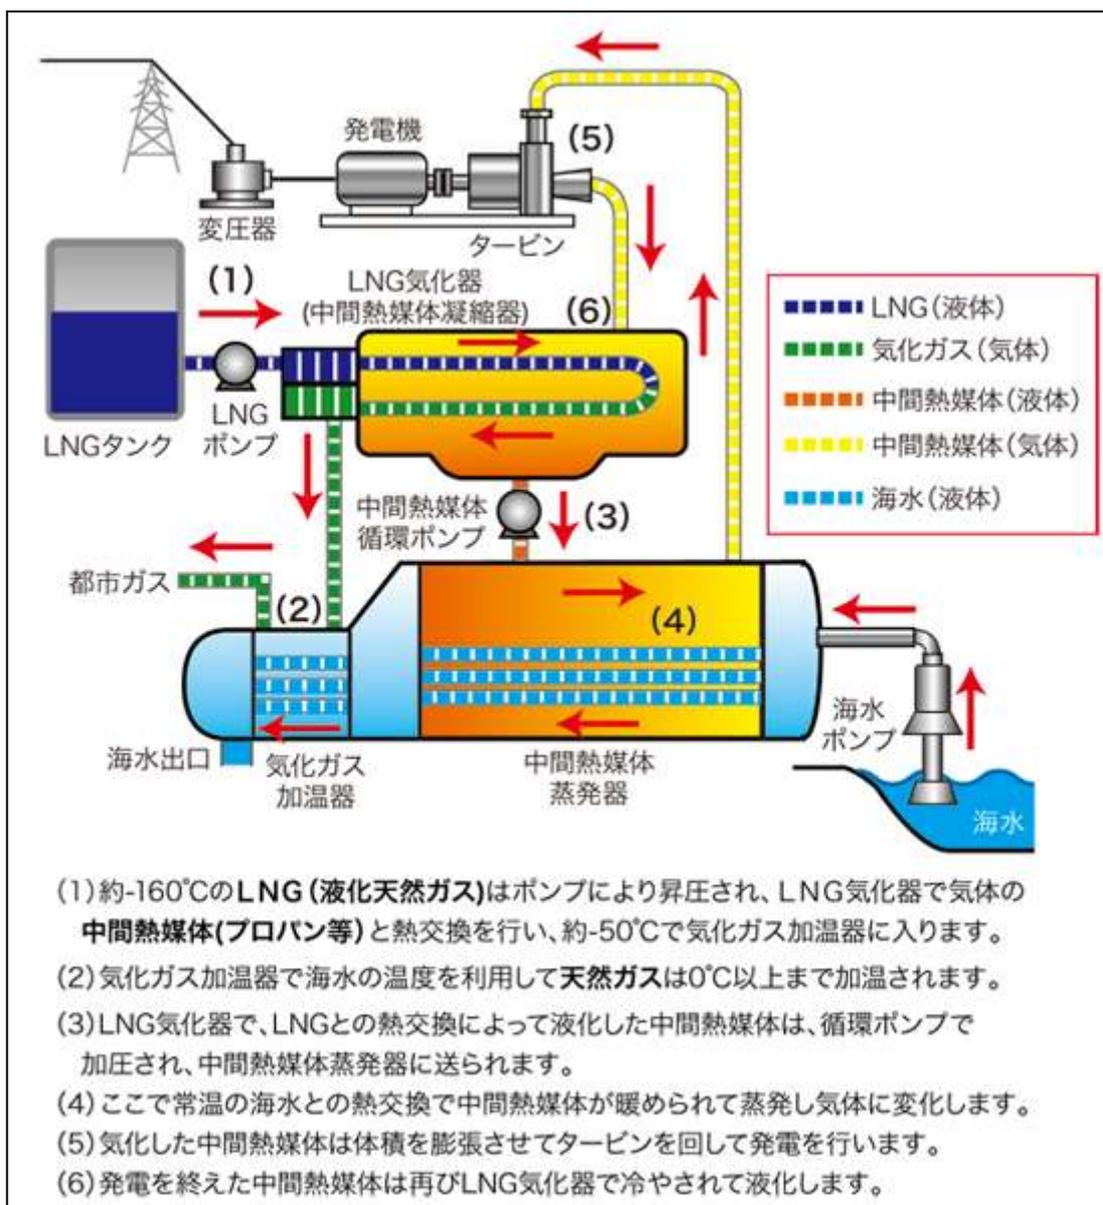 発電機
(5)
変圧器
タービン
(1)
LNG気化器
(中間熱媒体凝縮器)
(6)
LNG(液体)
気化ガス(気体)
中間熱媒体(液体)
中間熱媒体(気体)
海水(液体)
LNGタンク
LNG
ポンプ
中間熱媒体
循環ポンプ
(3)
都市ガス
(2)
(4)
海水
ポンプ
海水出口
気化ガス
加温器
中間熱媒体
蒸発器
海水
(1)約-160℃のLNG(液化天然ガス)はポンプにより昇圧され、LNG気化器で気体の
中間熱媒体(プロパン等)と熱交換を行い、約-50℃で気化ガス加温器に入ります。
(2)気化ガス加温器で海水の温度を利用して天然ガスは0℃以上まで加温されます。
(3)LNG気化器で、LNGとの熱交換によって液化した中間熱媒体は、循環ポンプで
加圧され、中間熱媒体蒸発器に送られます。
(4)ここで常温の海水との熱交換で中間熱媒体が暖められて蒸発し気体に変化します。
(5)気化した中間熱媒体は体積を膨張させてタービンを回して発電を行います。
(6)発電を終えた中間熱媒体は再びLNG気化器で冷やされて液化します。